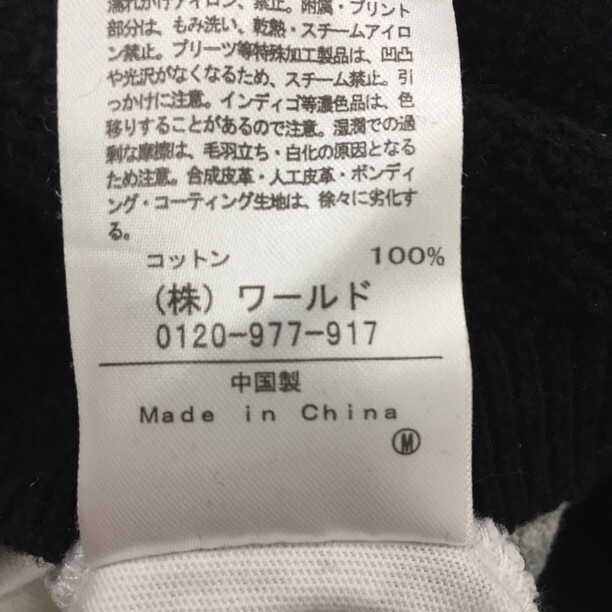 濡れがけアイロン、禁止。附属・プリント
部分は、もみ洗い、乾熱・スチームアイロ
ン禁止。プリーツ等特殊加工製品は、凹凸
や光沢がなくなるため、スチーム禁止。引
っかけに注意。インディゴ等濃色品は、色
移りすることがあるので注意。湿潤での過
剰な摩擦は、毛羽立ち・白化の原因となる
ため注意。合成皮革・人工皮革・ボンディ
ング・コーティング生地は、徐々に劣化す
る。
コットン 100%
(株) ワールド
0120-977-917
中国製
Made in China
Ⓜ